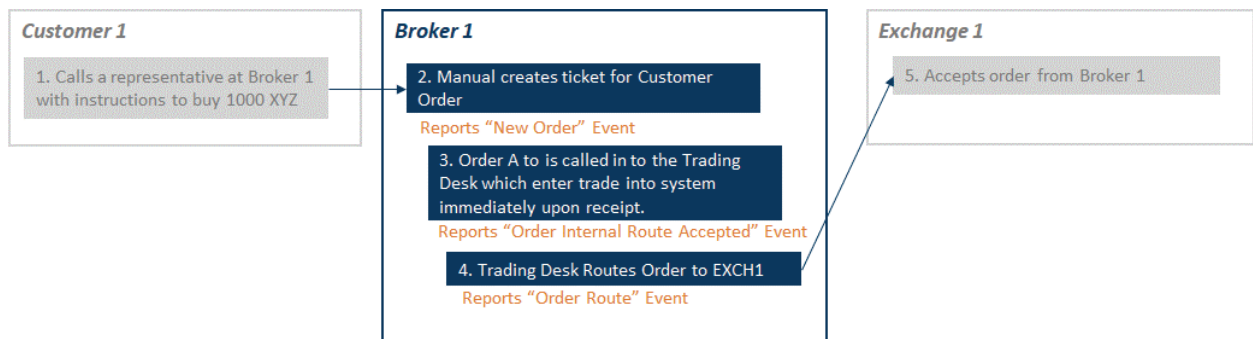 Customer 1
1. Calls a representative at Broker 1
with instructions to buy 1000 XYZ
Broker 1
2. Manual creates ticket for Customer
Order
Reports “New Order” Event
3. Order A to is called in to the Trading
Desk which enter trade into system
immediately upon receipt.
Reports “Order Internal Route Accepted” Event
4. Trading Desk Routes Order to EXCH1
Reports “Order Route” Event
Exchange 1
5. Accepts order from Broker 1